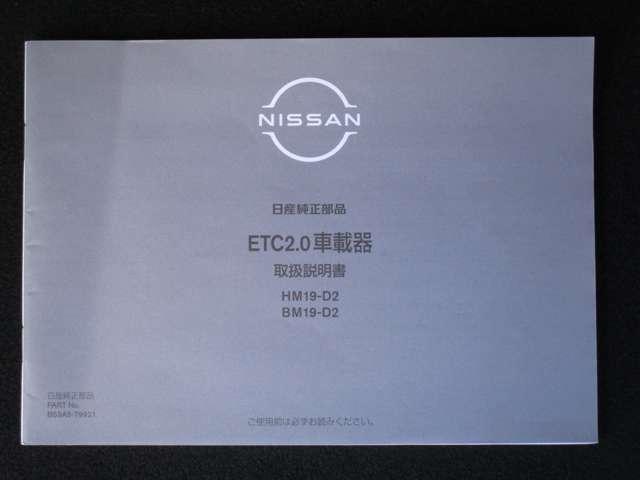 NISSAN
日産純正部品
ETC2.0車載器
取扱説明書
HM19-D2
BM19-D2
日産純正部品
PART No.
ご使用前は必ずお読みください。